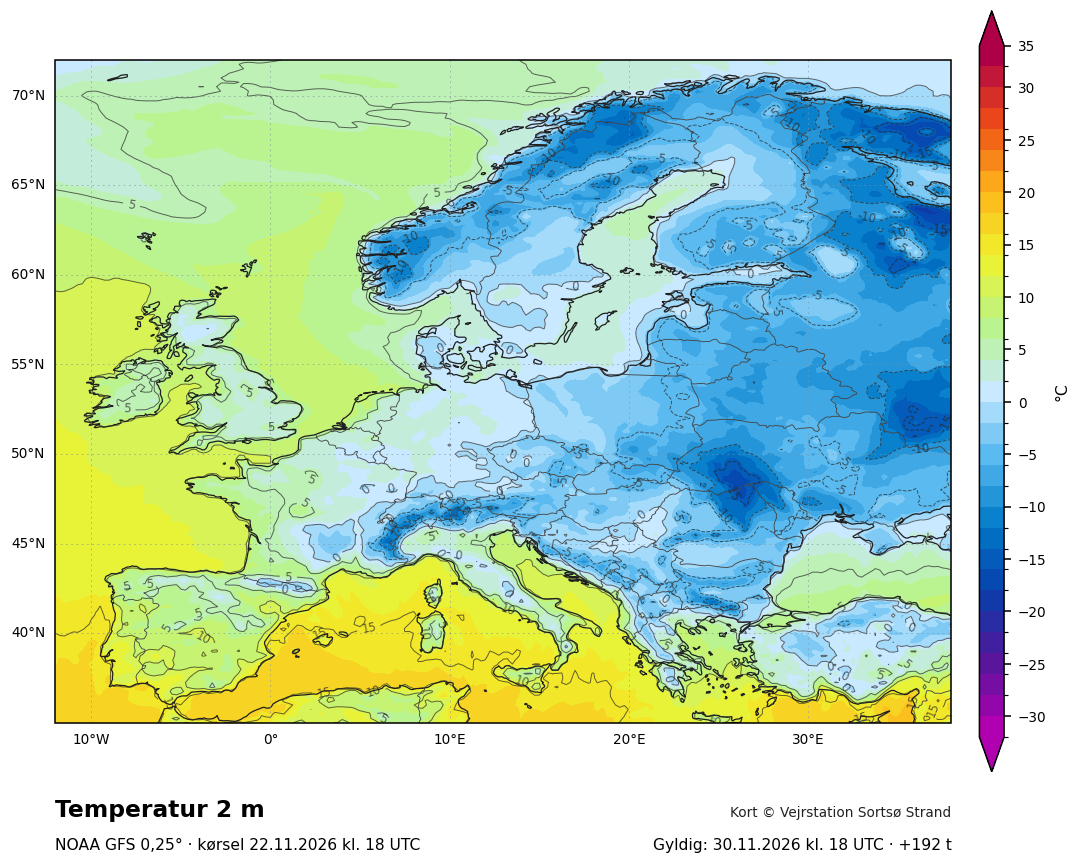 70°N
65°N
60°N
55°N
50°N
45°N
40°N
10°W
0°
10°E
20°E
30°E
35
30
25
20
15
10
5
0
−5
−10
−15
−20
−25
−30
°C
Temperatur 2 m
Kort © Vejrstation Sortsø Strand
NOAA GFS 0,25° · kørsel 22.11.2026 kl. 18 UTC
Gyldig: 30.11.2026 kl. 18 UTC · +192 t